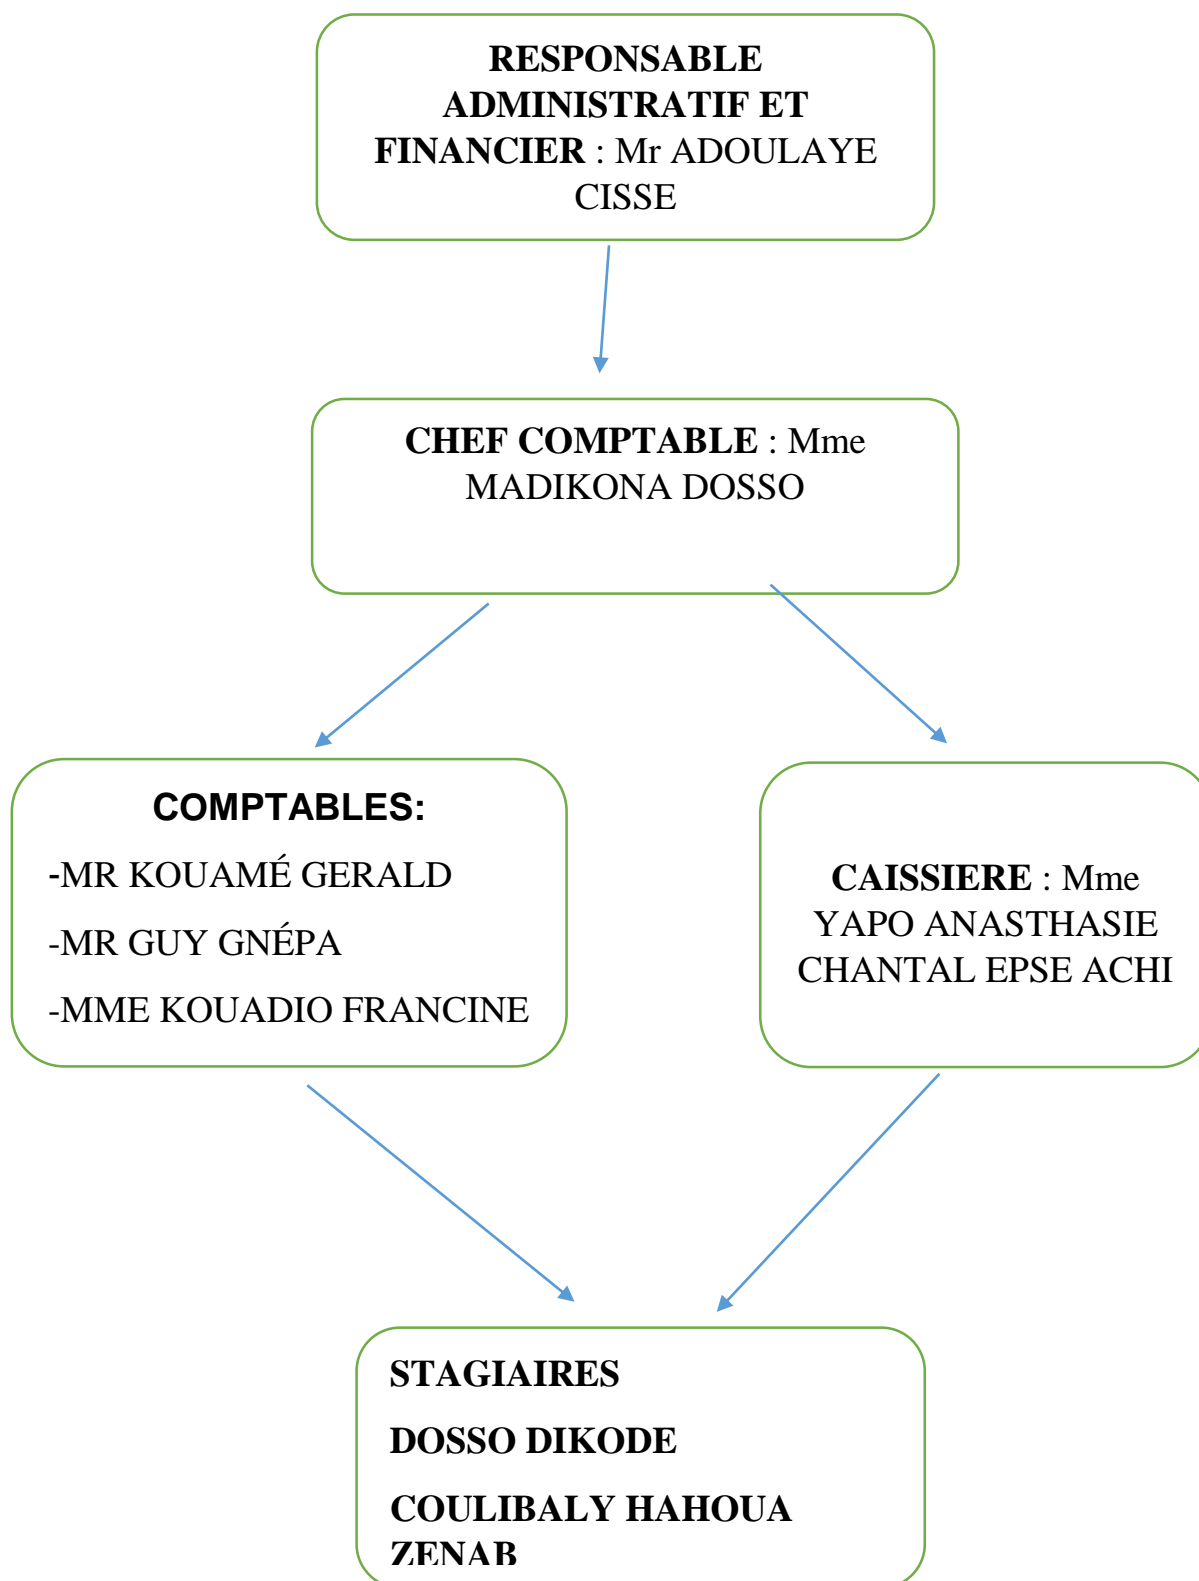 RESPONSABLE
ADMINISTRATIF ET
FINANCIER : Mr ADOULAYE
CISSE
CHEF COMPTABLE : Mme
MADIKONA DOSSO
COMPTABLES:
-MR KOUAMÉ GERALD
-MR GUY GNÉPA
-MME KOUADIO FRANCINE
CAISSIERE : Mme
YAPO ANASTHASIE
CHANTAL EPSE ACHI
STAGIAIRES
DOSSO DIKODE
COULIBALY HAHOUA
ZENAB